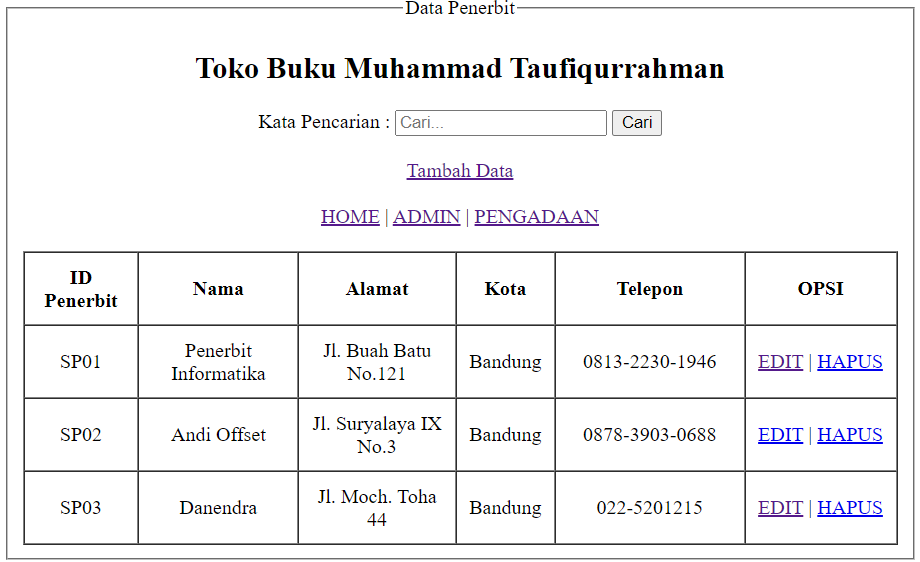 Data Penerbit
Toko Buku Muhammad Taufiqurrahman
Kata Pencarian : Cari... Cari
Tambah Data
HOME | ADMIN | PENGADAAN
ID Penerbit Nama Alamat Kota Telepon OPSI
SP01 Penerbit Informatika Jl. Buah Batu No.121 Bandung 0813-2230-1946 EDIT | HAPUS
SP02 Andi Offset Jl. Suryalaya IX No.3 Bandung 0878-3903-0688 EDIT | HAPUS
SP03 Danendra Jl. Moch. Toha 44 Bandung 022-5201215 EDIT | HAPUS